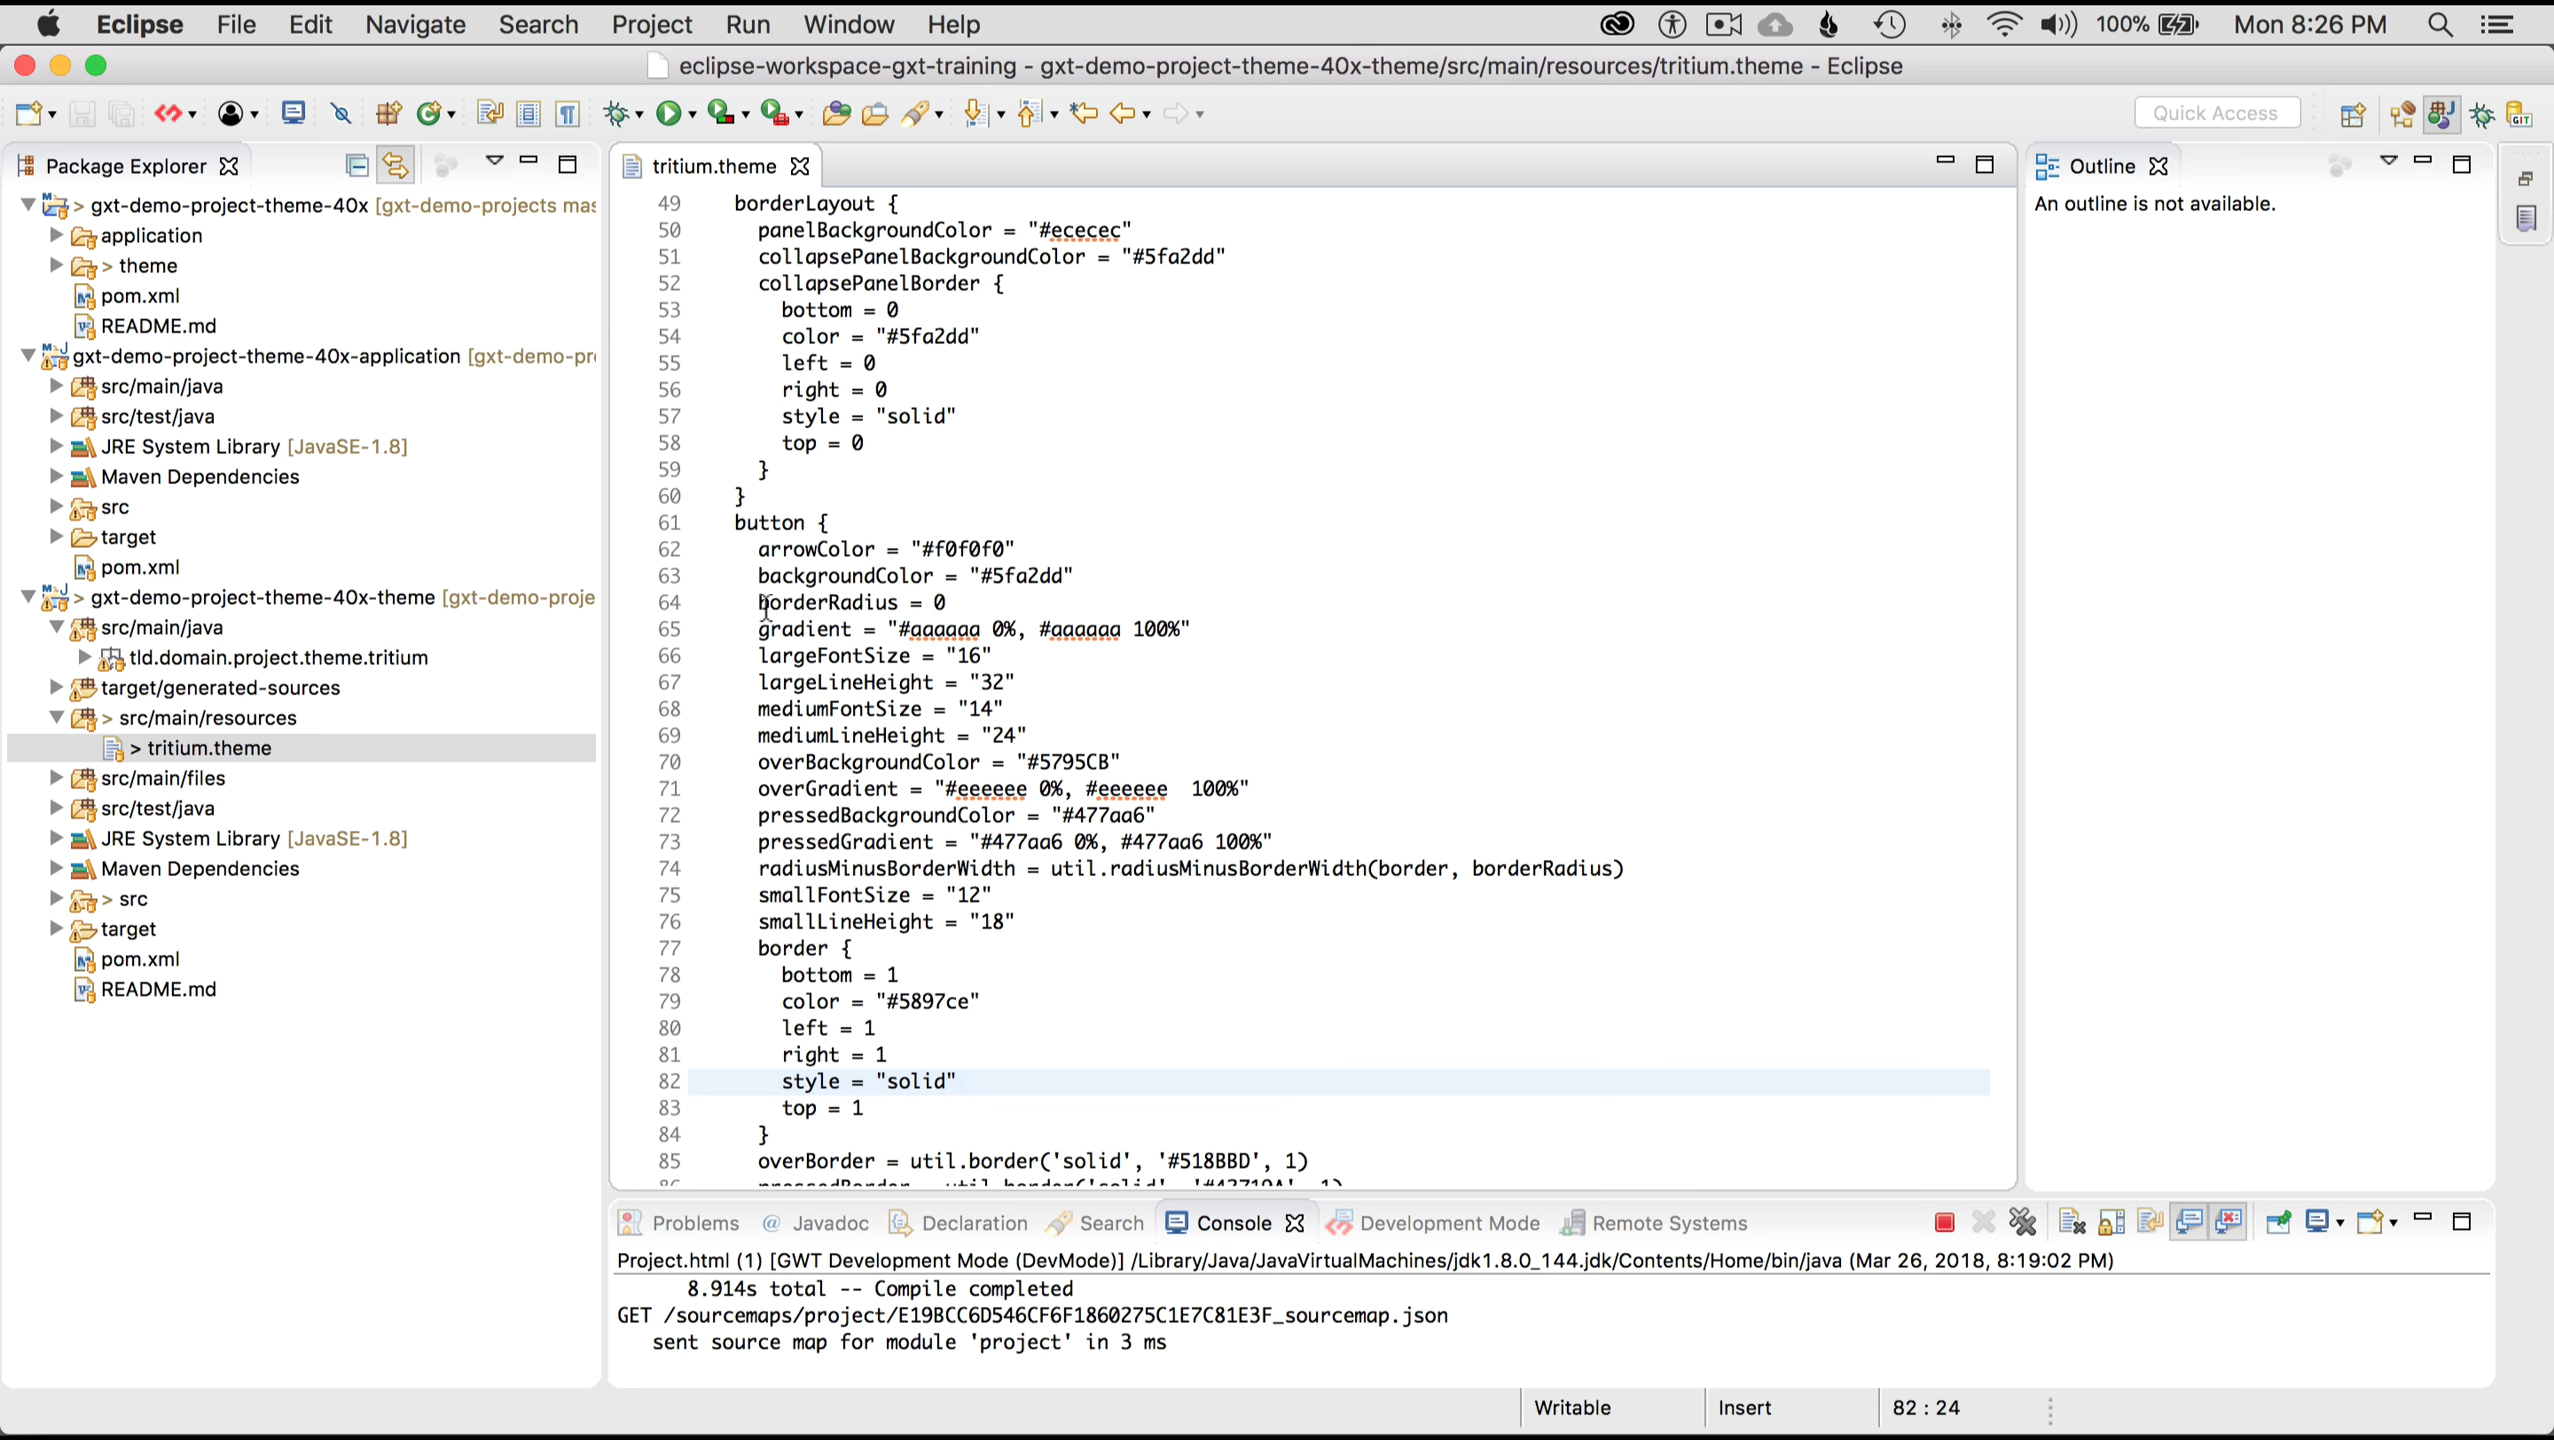 Eclipse File Edit Navigate Search Project Run Window Help 100% Mon 8:26 PM
eclipse-workspace-gxt-training - gxt-demo-project-theme-40x-theme/src/main/resources/tritium.theme - Eclipse
Quick Access
Package Explorer
> gxt-demo-project-theme-40x [gxt-demo-projects mas
application
> theme
pom.xml
README.md
gxt-demo-project-theme-40x-application [gxt-demo-pr
src/main/java
src/test/java
JRE System Library [JavaSE-1.8]
Maven Dependencies
src
target
pom.xml
> gxt-demo-project-theme-40x-theme [gxt-demo-proje
src/main/java
tld.domain.project.theme.tritium
target/generated-sources
> src/main/resources
> tritium.theme
src/main/files
src/test/java
JRE System Library [JavaSE-1.8]
Maven Dependencies
> src
target
pom.xml
README.md
tritium.theme
49 borderLayout {
50 panelBackgroundColor = "#ececec"
51 collapsePanelBackgroundColor = "#5fa2dd"
52 collapsePanelBorder {
53 bottom = 0
54 color = "#5fa2dd"
55 left = 0
56 right = 0
57 style = "solid"
58 top = 0
59 }
60 }
61 button {
62 arrowColor = "#f0f0f0"
63 backgroundColor = "#5fa2dd"
64 borderRadius = 0
65 gradient = "#aaaaaa 0%, #aaaaaa 100%"
66 largeFontSize = "16"
67 largeLineHeight = "32"
68 mediumFontSize = "14"
69 mediumLineHeight = "24"
70 overBackgroundColor = "#5795CB"
71 overGradient = "#eeeeee 0%, #eeeeee  100%"
72 pressedBackgroundColor = "#477aa6"
73 pressedGradient = "#477aa6 0%, #477aa6 100%"
74 radiusMinusBorderWidth = util.radiusMinusBorderWidth(border, borderRadius)
75 smallFontSize = "12"
76 smallLineHeight = "18"
77 border {
78 bottom = 1
79 color = "#5897ce"
80 left = 1
81 right = 1
82 style = "solid"
83 top = 1
84 }
85 overBorder = util.border('solid', '#518BBD', 1)
Outline
An outline is not available.
Problems @ Javadoc Declaration Search Console Development Mode Remote Systems
Project.html (1) [GWT Development Mode (DevMode)] /Library/Java/JavaVirtualMachines/jdk1.8.0_144.jdk/Contents/Home/bin/java (Mar 26, 2018, 8:19:02 PM)
8.914s total -- Compile completed
GET /sourcemaps/project/E19BCC6D546CF6F1860275C1E7C81E3F_sourcemap.json
sent source map for module 'project' in 3 ms
Writable Insert 82 : 24